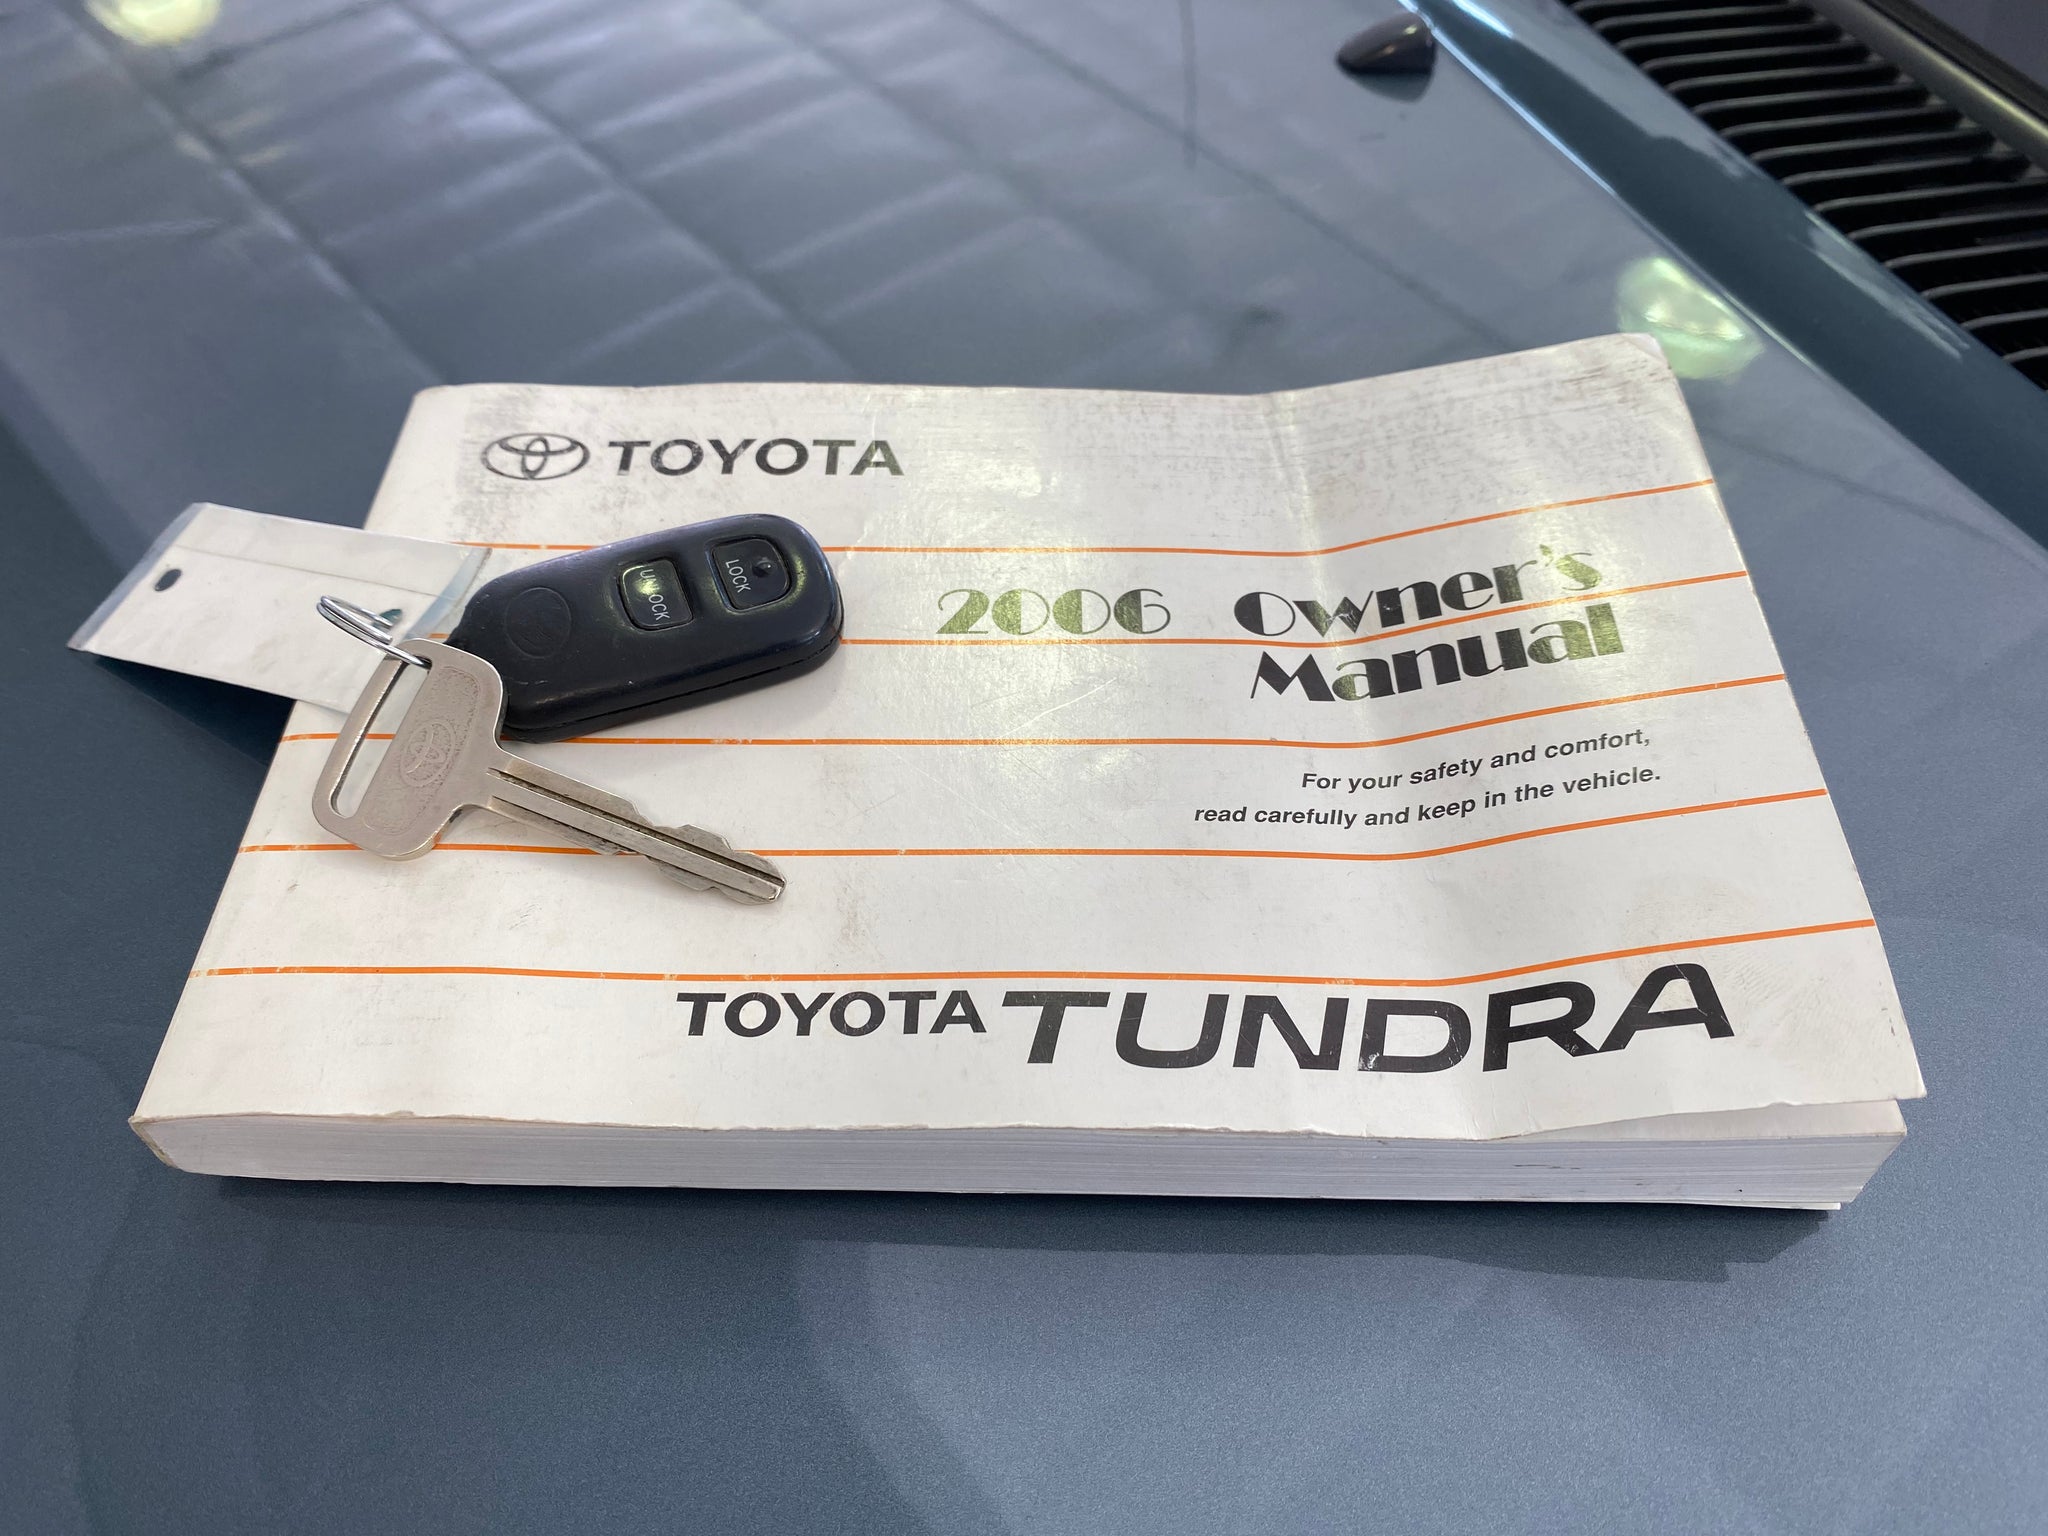 TOYOTA
LOCK
UNLOCK
2006 Owner's
Manual
For your safety and comfort,
read carefully and keep in the vehicle.
TOYOTA TUNDRA